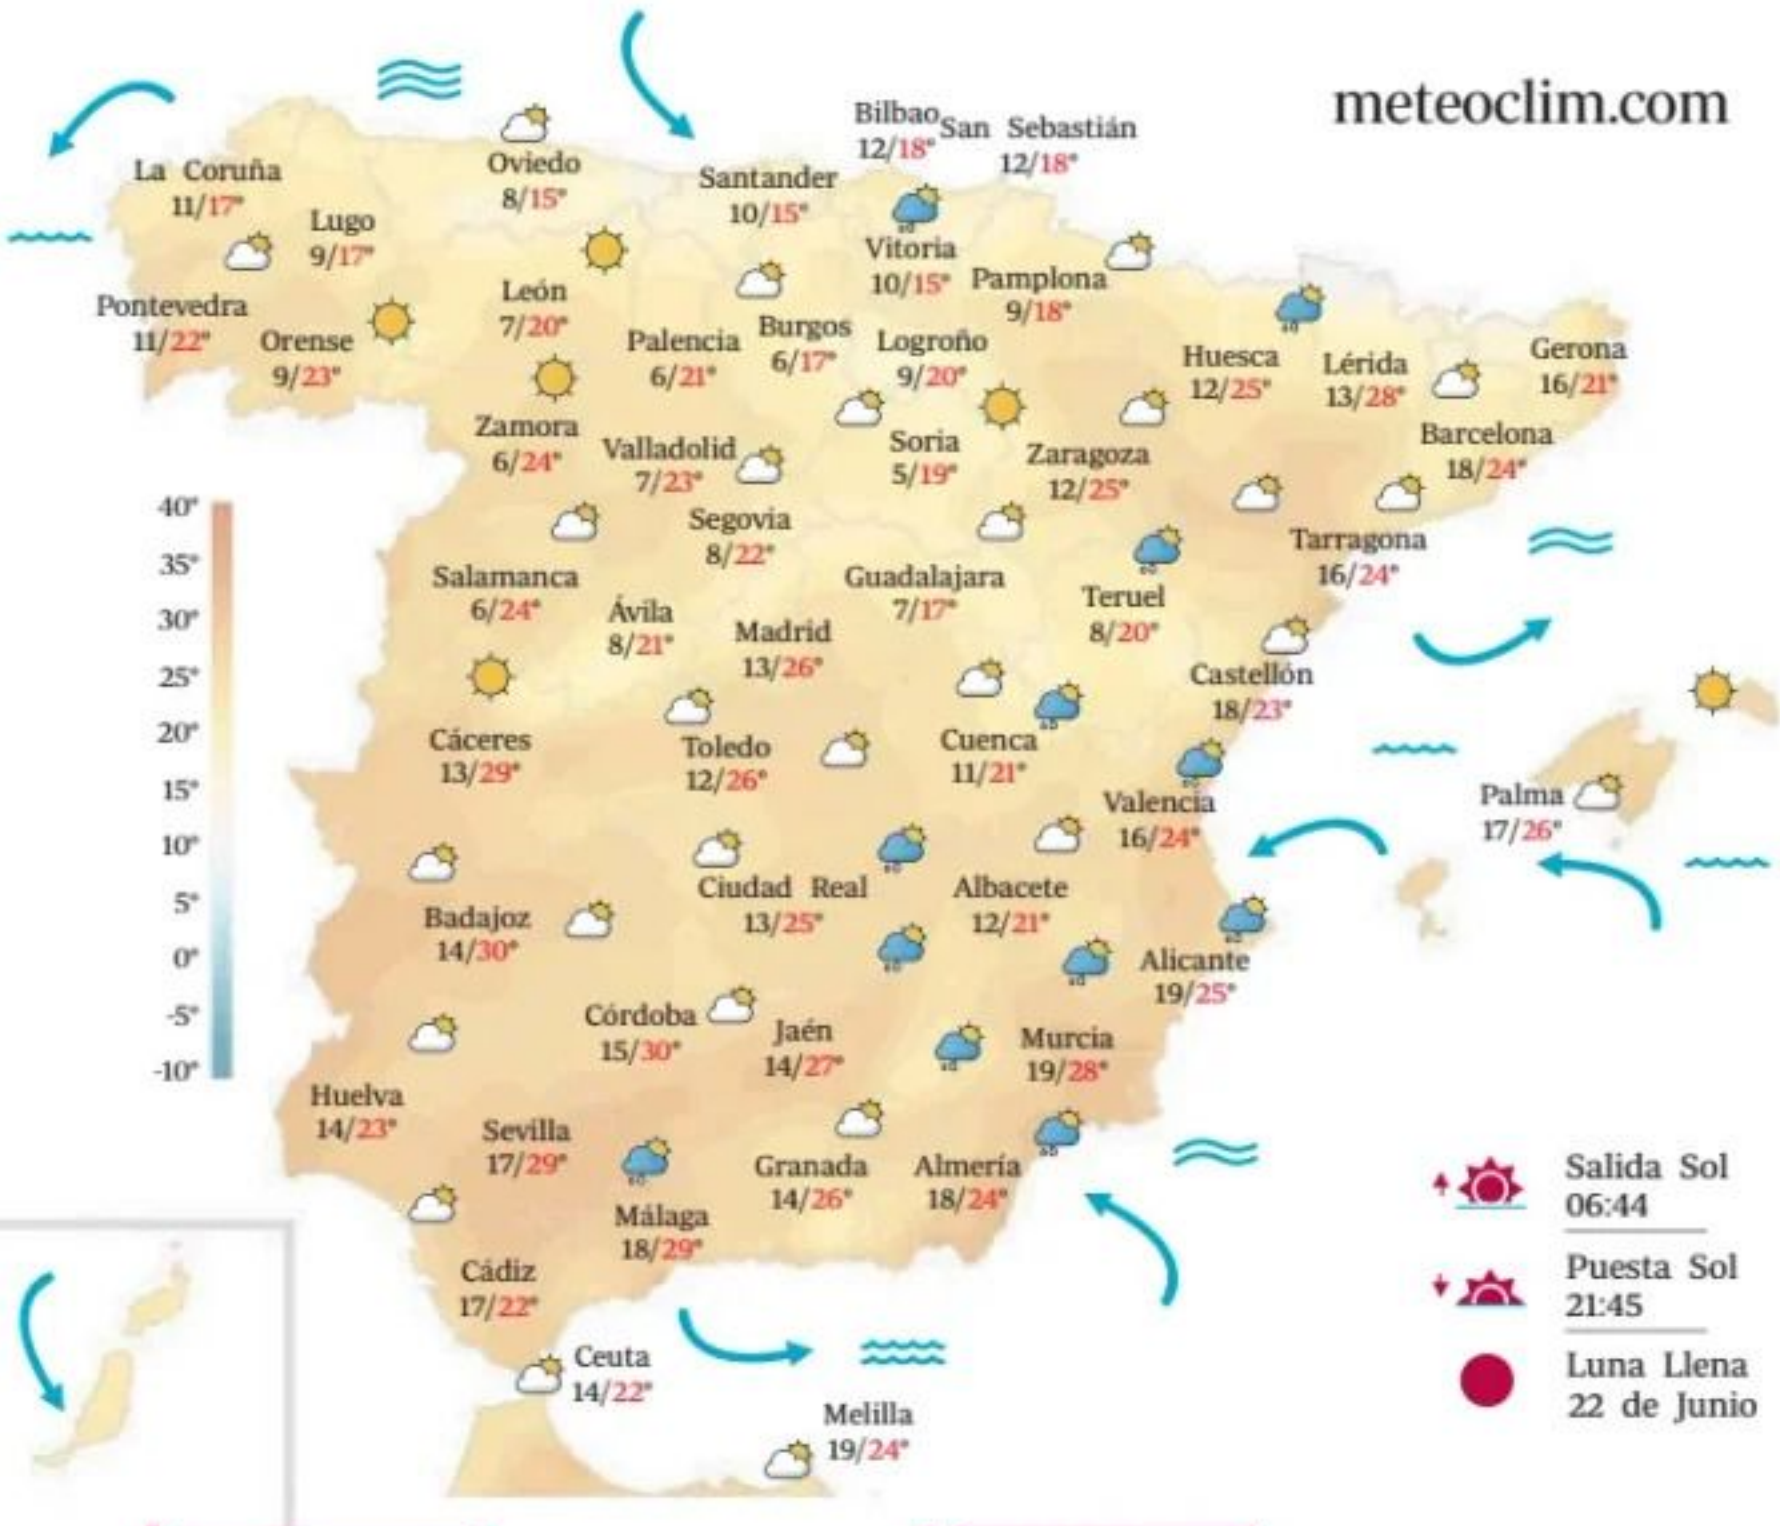 meteoclim.com
Bilbao
12/18°
San Sebastián
12/18°
La Coruña
11/17°
Oviedo
8/15°
Santander
10/15°
Lugo
9/17°
Vitoria
10/15°
Pamplona
9/18°
Pontevedra
11/22°
Orense
9/23°
León
7/20°
Palencia
6/21°
Burgos
6/17°
Logroño
9/20°
Huesca
12/25°
Lérida
13/28°
Gerona
16/21°
Zamora
6/24°
Valladolid
7/23°
Soria
5/19°
Zaragoza
12/25°
Barcelona
18/24°
Segovia
8/22°
Tarragona
16/24°
Salamanca
6/24°
Ávila
8/21°
Madrid
13/26°
Guadalajara
7/17°
Teruel
8/20°
Castellón
18/23°
Cáceres
13/29°
Toledo
12/26°
Cuenca
11/21°
Valencia
16/24°
Palma
17/26°
Badajoz
14/30°
Ciudad Real
13/25°
Albacete
12/21°
Alicante
19/25°
Córdoba
15/30°
Jaén
14/27°
Murcia
19/28°
Huelva
14/23°
Sevilla
17/29°
Málaga
18/29°
Granada
14/26°
Almería
18/24°
Cádiz
17/22°
Ceuta
14/22°
Melilla
19/24°
40°
35°
30°
25°
20°
15°
10°
5°
0°
-5°
-10°
Salida Sol
06:44
Puesta Sol
21:45
Luna Llena
22 de Junio